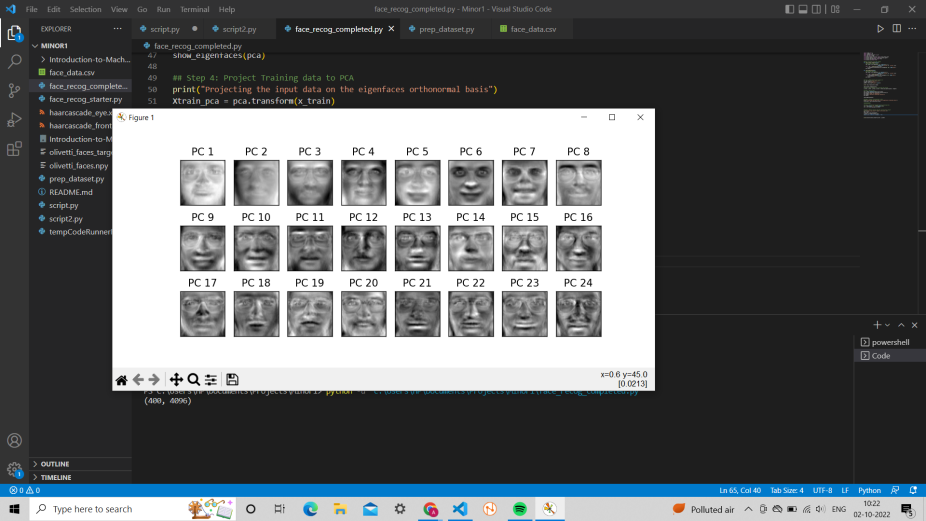 File Edit Selection View Go Run Terminal Help
face_recog_completed.py - Minor1 - Visual Studio Code
EXPLORER
script.py
script2.py
face_recog_completed.py
prep_dataset.py
face_data.csv
MINOR1
face_recog_completed.py
Introduction-to-Mach...
face_data.csv
face_recog_complete...
face_recog_starter.py
haarcascade_eye.x
haarcascade_front
Introduction-to-M
olivetti_faces_targe
olivetti_faces.npy
prep_dataset.py
README.md
script.py
script2.py
tempCodeRunnerF
47 show_eigenfaces(pca)
48
49 ## Step 4: Project Training data to PCA
50 print("Projecting the input data on the eigenfaces orthonormal basis")
51 Xtrain_pca = pca.transform(x_train)
Figure 1
PC 1 PC 2 PC 3 PC 4 PC 5 PC 6 PC 7 PC 8
PC 9 PC 10 PC 11 PC 12 PC 13 PC 14 PC 15 PC 16
PC 17 PC 18 PC 19 PC 20 PC 21 PC 22 PC 23 PC 24
x=0.6 y=45.0
[0.0213]
powershell
Code
(400, 4096)
OUTLINE
TIMELINE
0 0 Ln 65, Col 40 Tab Size: 4 UTF-8 LF Python
Type here to search
Polluted air
ENG
10:22
02-10-2022
5